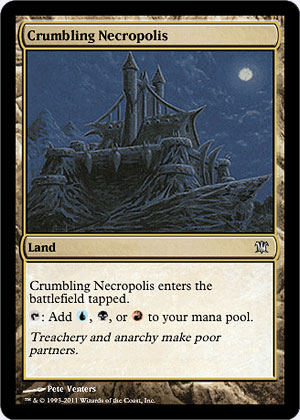 Crumbling Necropolis
Land
Crumbling Necropolis enters the
battlefield tapped.
: Add , , or to your mana pool.
Treachery and anarchy make poor
partners.
Pete Venters
™ & © 1993-2011 Wizards of the Coast, Inc.